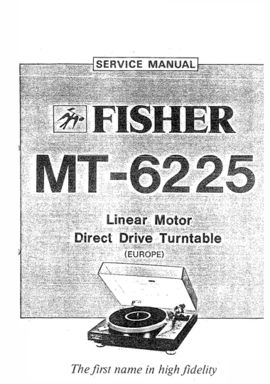 SERVICE MANUAL
FISHER
MT-6225
Linear Motor
Direct Drive Turntable
(EUROPE)
The first name in high fidelity